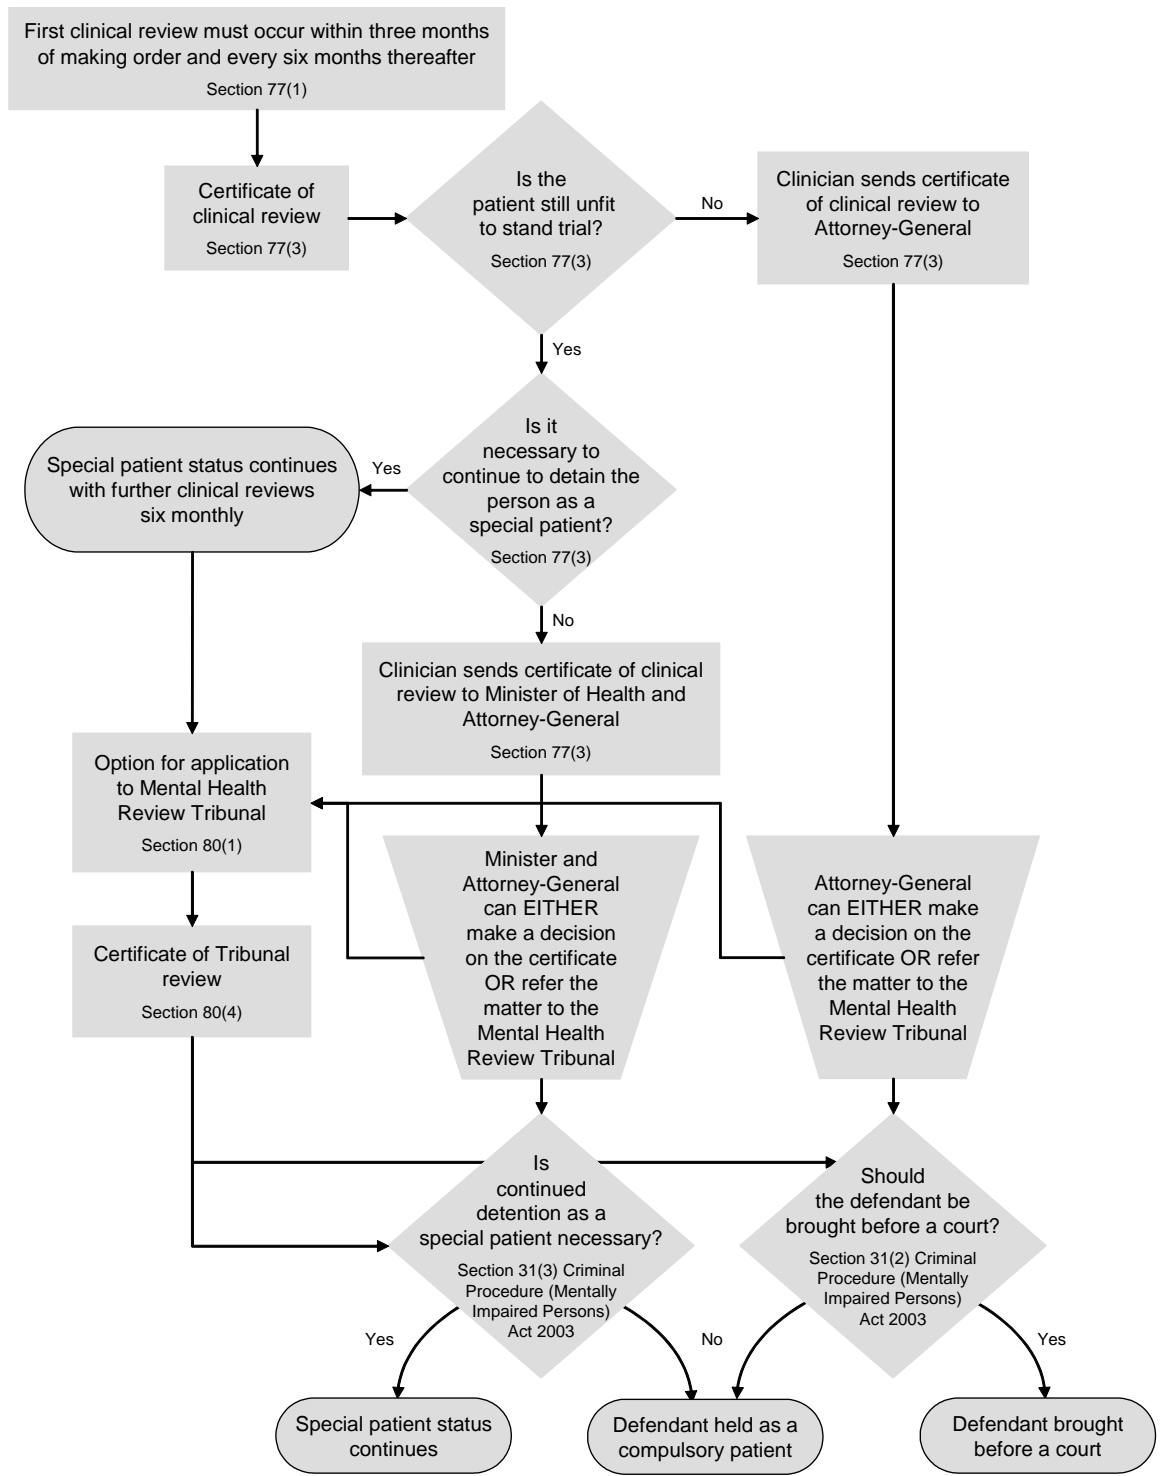 First clinical review must occur within three months
of making order and every six months thereafter
Section 77(1)
Certificate of
clinical review
Section 77(3)
Is the
patient still unfit
to stand trial?
Section 77(3)
No
Clinician sends certificate
of clinical review to
Attorney-General
Section 77(3)
Yes
Is it
necessary to
continue to detain the
person as a
special patient?
Section 77(3)
Yes
Special patient status continues
with further clinical reviews
six monthly
No
Clinician sends certificate of clinical
review to Minister of Health and
Attorney-General
Section 77(3)
Option for application
to Mental Health
Review Tribunal
Section 80(1)
Minister and
Attorney-General
can EITHER
make a decision
on the certificate
OR refer the
matter to the
Mental Health
Review Tribunal
Attorney-General
can EITHER make
a decision on the
certificate OR refer
the matter to the
Mental Health
Review Tribunal
Certificate of Tribunal
review
Section 80(4)
Is
continued
detention as a
special patient necessary?
Section 31(3) Criminal
Procedure (Mentally
Impaired Persons)
Act 2003
Should
the defendant be
brought before a court?
Section 31(2) Criminal
Procedure (Mentally
Impaired Persons)
Act 2003
Yes
No
Yes
Special patient status
continues
Defendant held as a
compulsory patient
Defendant brought
before a court